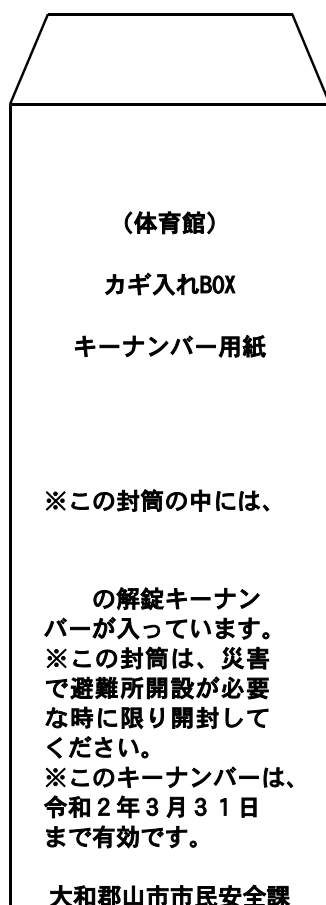 （体育館）
カギ入れBOX
キーナンバー用紙
※この封筒の中には、
の解錠キーナン
バーが入っています。
※この封筒は、災害
で避難所開設が必要
な時に限り開封して
ください。
※このキーナンバーは、
令和２年３月３１日
まで有効です。
大和郡山市市民安全課